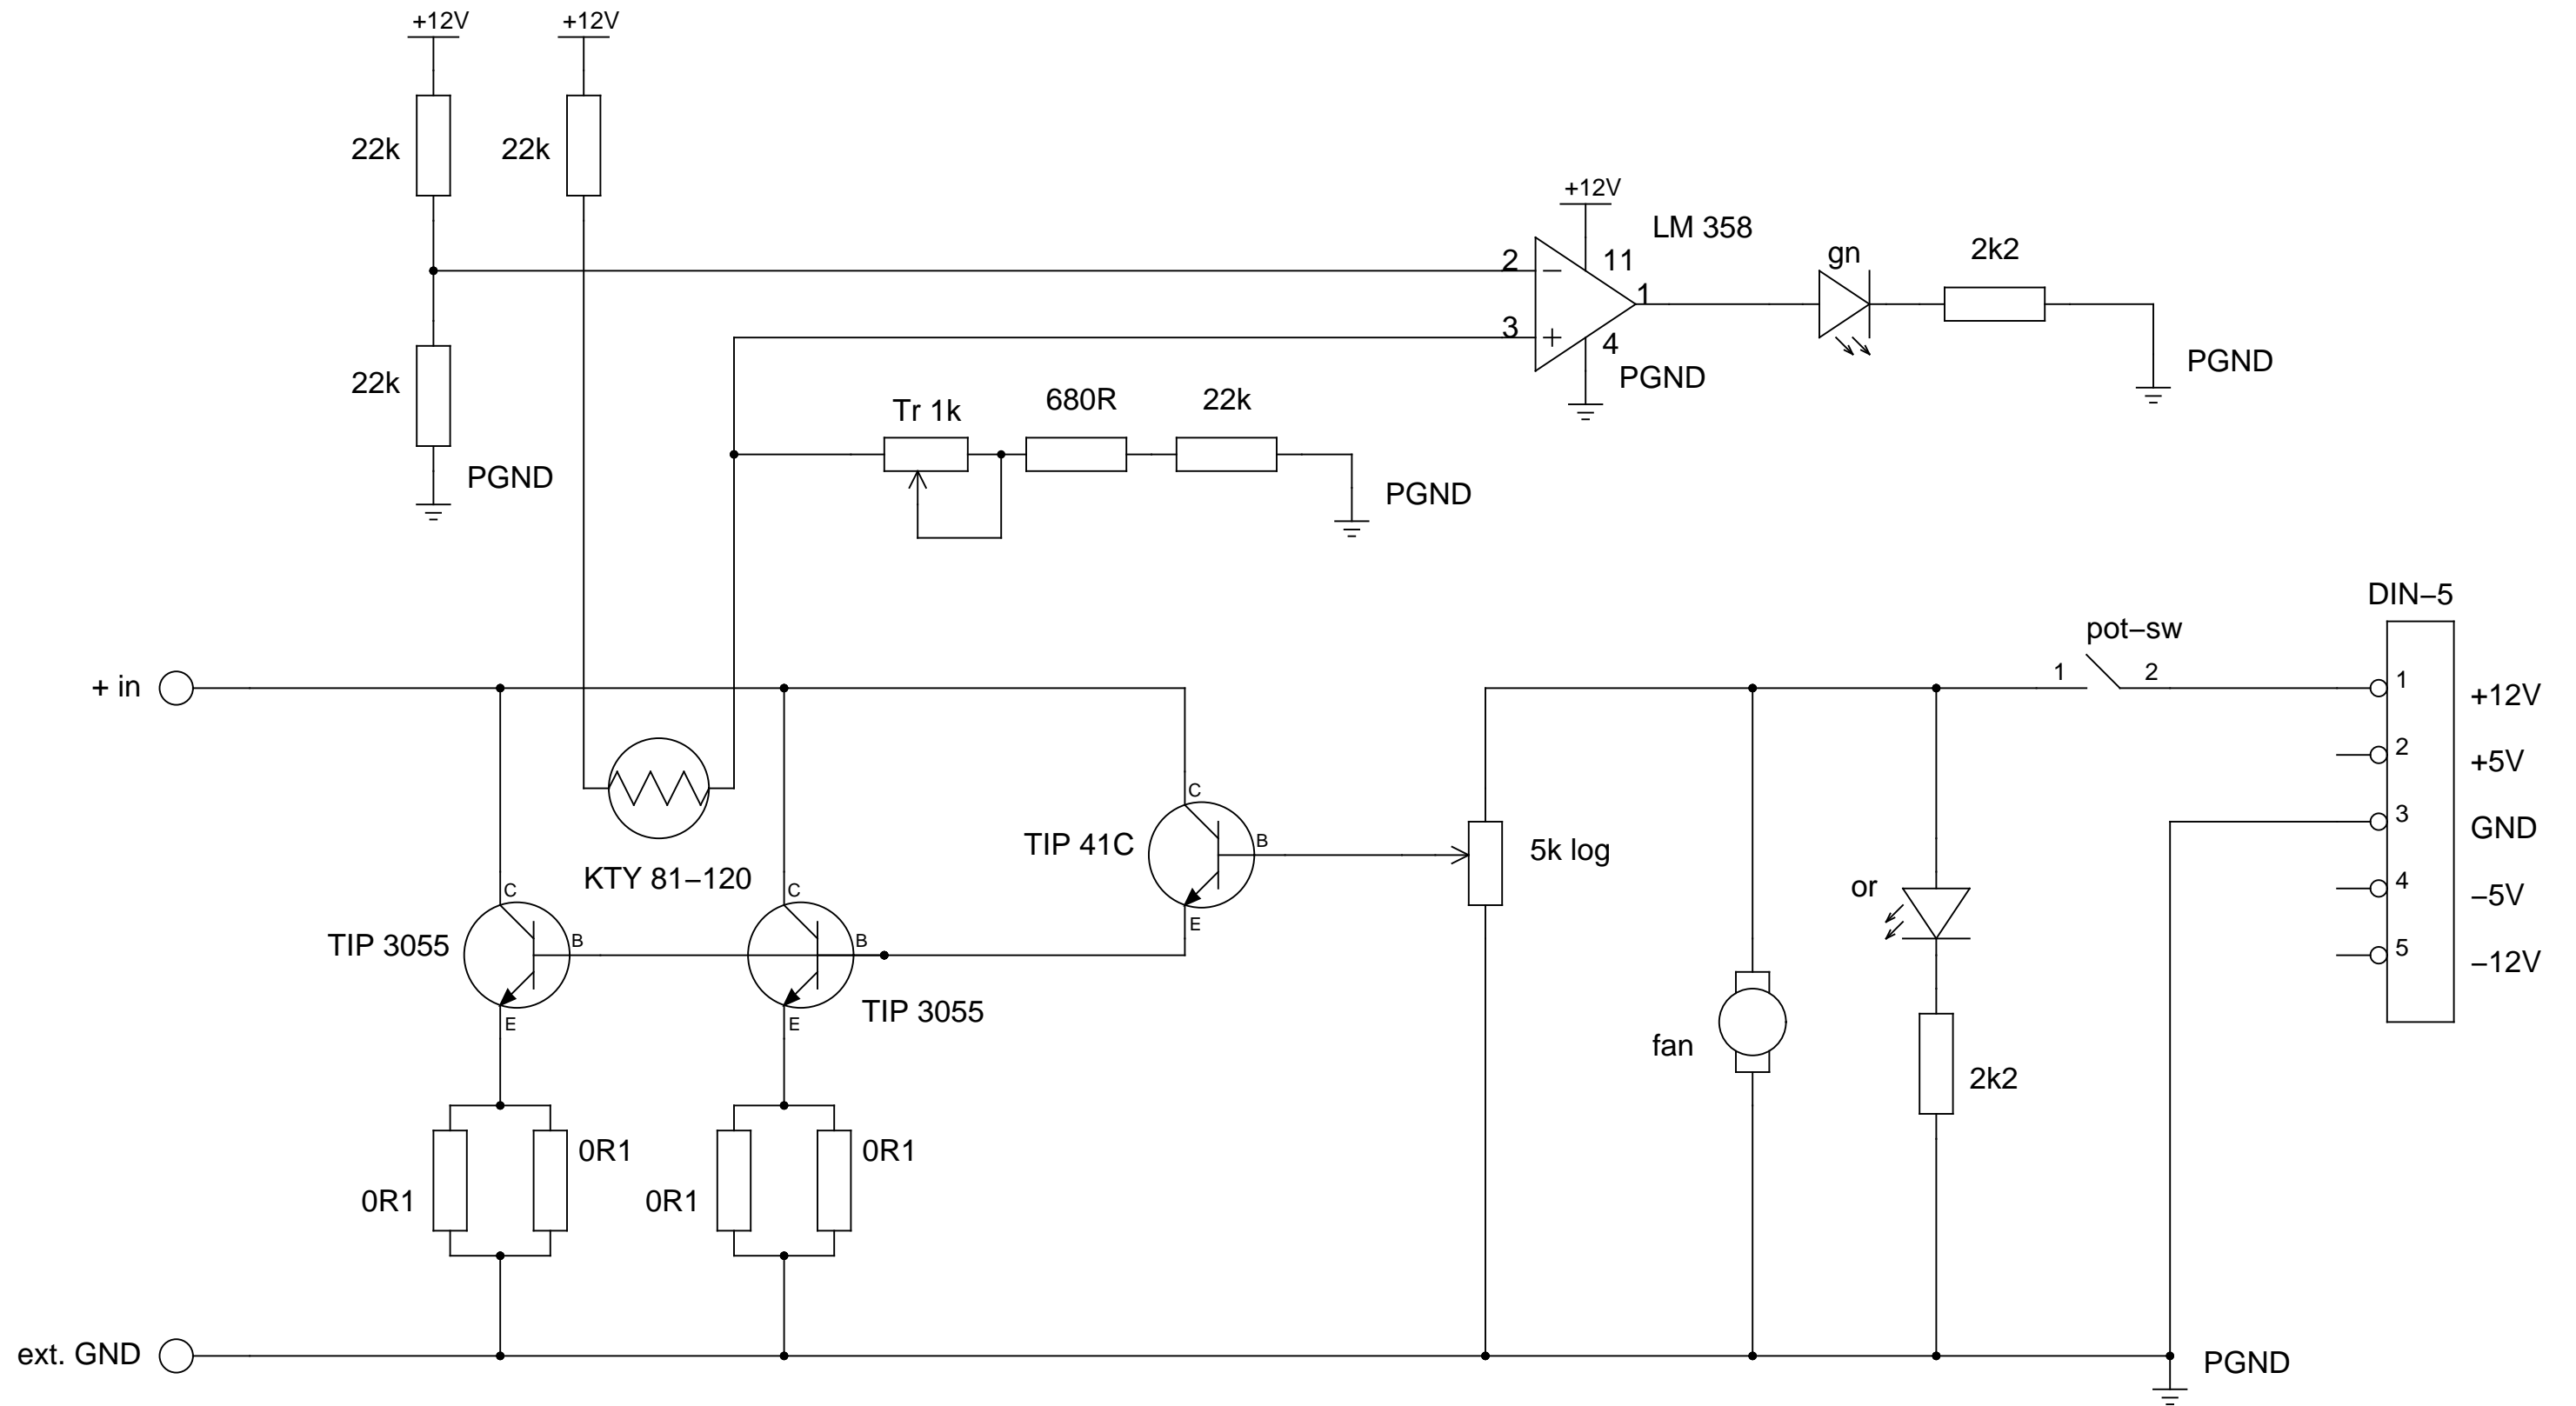 +12V
+12V
22k
22k
+12V
LM 358
2
11
gn
2k2
1
3
4
PGND
PGND
22k
Tr 1k
680R
22k
PGND
PGND
DIN–5
pot–sw
+ in
1
2
1
+12V
2
+5V
C
3
GND
TIP 41C
B
5k log
KTY 81–120
C
C
or
4
–5V
E
TIP 3055
B
B
5
–12V
TIP 3055
E
E
fan
2k2
0R1
0R1
0R1
0R1
ext. GND
PGND